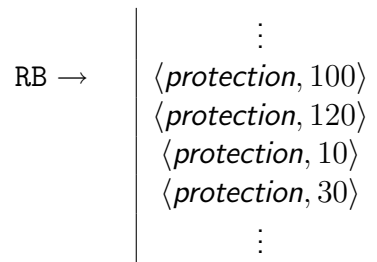 ⋮
RB → ⟨protection, 100⟩
⟨protection, 120⟩
⟨protection, 10⟩
⟨protection, 30⟩
⋮